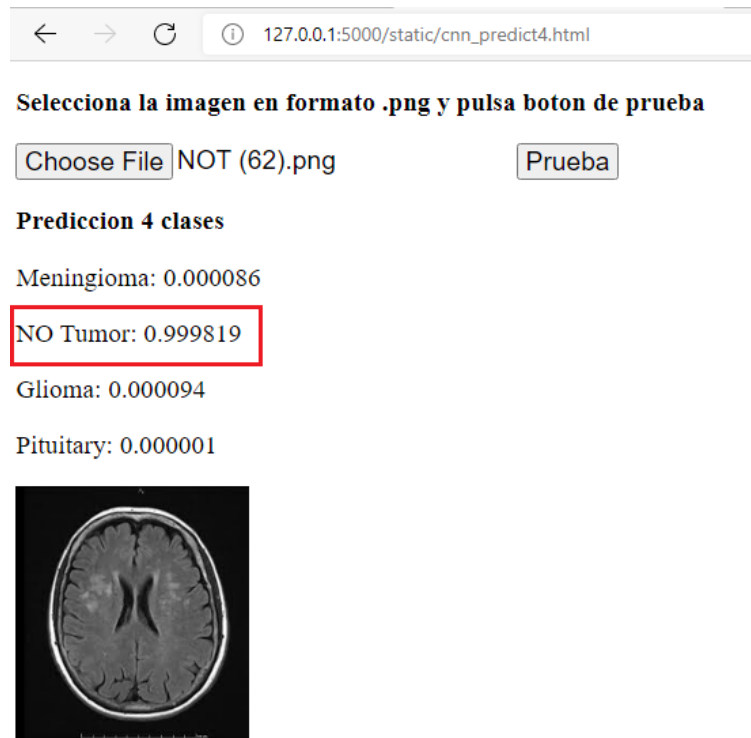 127.0.0.1:5000/static/cnn_predict4.html
Selecciona la imagen en formato .png y pulsa boton de prueba
Choose File NOT (62).png Prueba
Prediccion 4 clases
Meningioma: 0.000086
NO Tumor: 0.999819
Glioma: 0.000094
Pituitary: 0.000001